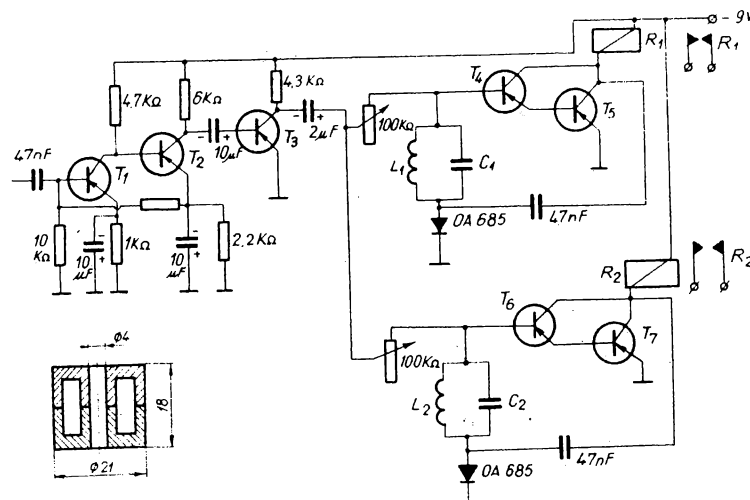 - 9V
R1
R1
4.7KΩ
6KΩ
4.3KΩ
T4
T5
47nF
T1
T2
10µF
T3
2µF
100KΩ
L1
C1
OA 685
47nF
10 KΩ
10 µF
1KΩ
10 µF
2.2KΩ
R2
R2
T6
T7
100KΩ
L2
C2
OA 685
47nF
Ø4
18
Ø21